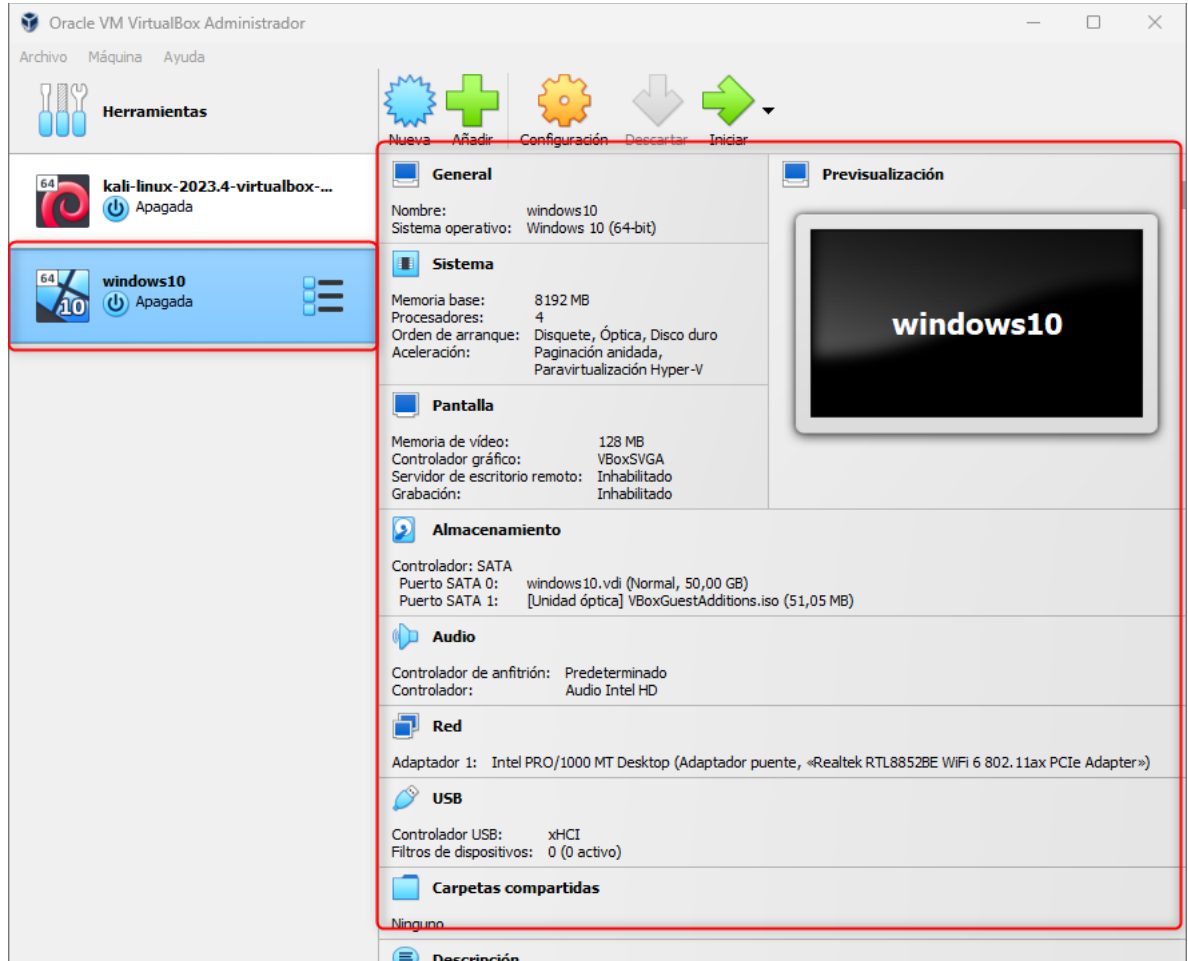 Oracle VM VirtualBox Administrador
Archivo Máquina Ayuda
Herramientas
Nueva Añadir Configuración Descartar Iniciar
64
kali-linux-2023.4-virtualbox-...
Apagada
64
10
windows10
Apagada
General
Nombre: windows10
Sistema operativo: Windows 10 (64-bit)
Sistema
Memoria base: 8192 MB
Procesadores: 4
Orden de arranque: Disquete, Óptica, Disco duro
Aceleración: Paginación anidada,
Paravirtualización Hyper-V
Pantalla
Memoria de vídeo: 128 MB
Controlador gráfico: VBoxSVGA
Servidor de escritorio remoto: Inhabilitado
Grabación: Inhabilitado
Previsualización
windows10
Almacenamiento
Controlador: SATA
Puerto SATA 0: windows10.vdi (Normal, 50,00 GB)
Puerto SATA 1: [Unidad óptica] VBoxGuestAdditions.iso (51,05 MB)
Audio
Controlador de anfitrión: Predeterminado
Controlador: Audio Intel HD
Red
Adaptador 1: Intel PRO/1000 MT Desktop (Adaptador puente, «Realtek RTL8852BE WiFi 6 802.11ax PCIe Adapter»)
USB
Controlador USB: xHCI
Filtros de dispositivos: 0 (0 activo)
Carpetas compartidas
Ninguno
Descripción